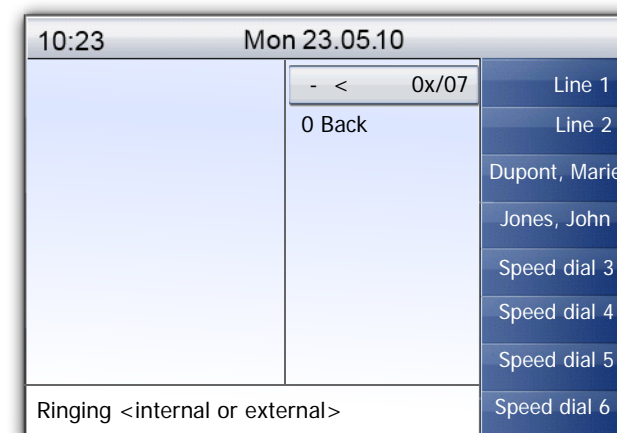 10:23 Mon 23.05.10
- < 0x/07
0 Back
Line 1
Line 2
Dupont, Marie
Jones, John
Speed dial 3
Speed dial 4
Speed dial 5
Speed dial 6
Ringing <internal or external>